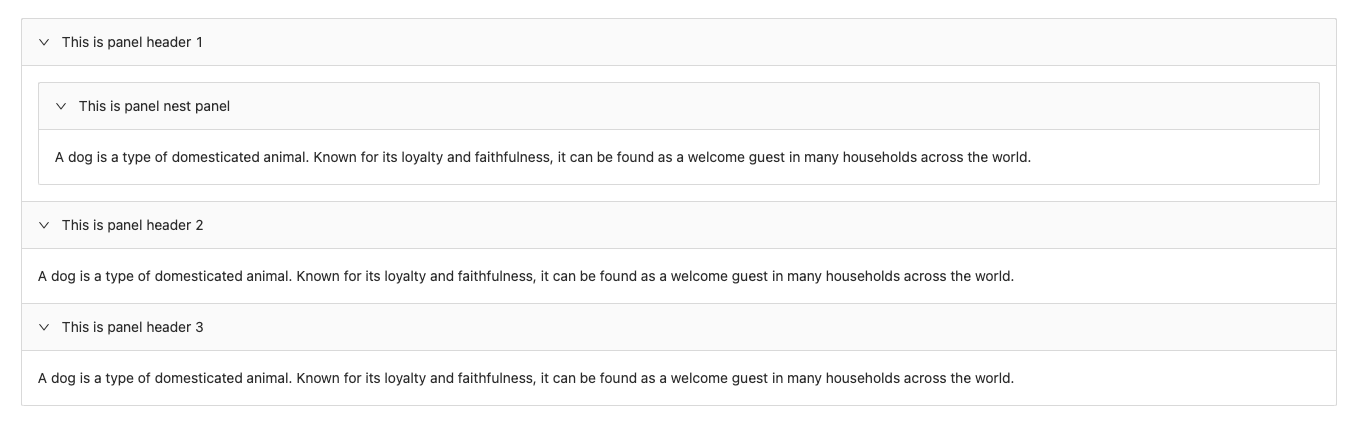 This is panel header 1
This is panel nest panel
A dog is a type of domesticated animal. Known for its loyalty and faithfulness, it can be found as a welcome guest in many households across the world.
This is panel header 2
A dog is a type of domesticated animal. Known for its loyalty and faithfulness, it can be found as a welcome guest in many households across the world.
This is panel header 3
A dog is a type of domesticated animal. Known for its loyalty and faithfulness, it can be found as a welcome guest in many households across the world.